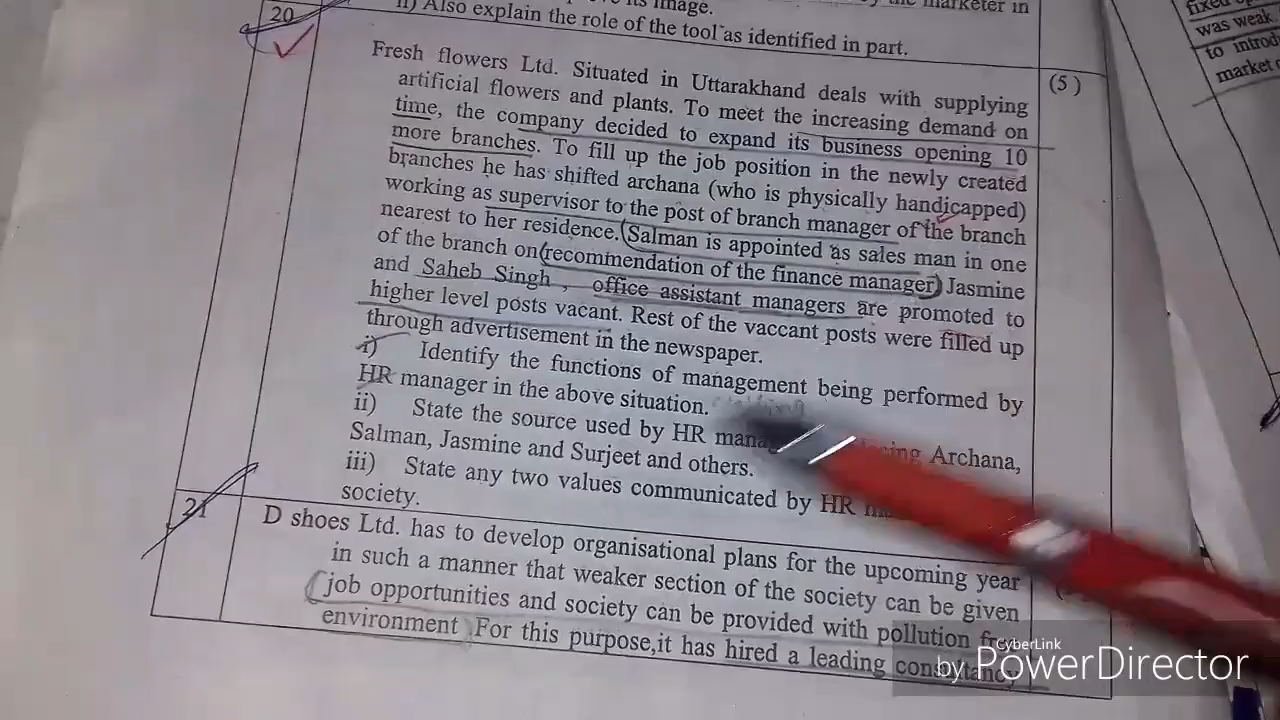 its image.
the marketer in
ii) Also explain the role of the tool as identified in part.
20
Fresh flowers Ltd. Situated in Uttarakhand deals with supplying
(5)
artificial flowers and plants. To meet the increasing demand on
time, the company decided to expand its business opening 10
more branches. To fill up the job position in the newly created
branches he has shifted archana (who is physically handicapped)
working as supervisor to the post of branch manager of the branch
nearest to her residence. Salman is appointed as sales man in one
of the branch on recommendation of the finance manager Jasmine
and Saheb Singh , office assistant managers are promoted to
higher level posts vacant. Rest of the vaccant posts were filled up
through advertisement in the newspaper.
i) Identify the functions of management being performed by
HR manager in the above situation.
ii) State the source used by HR Archana,
Salman, Jasmine and Surjeet and others.
iii) State any two values communicated by HR
society.
21
D shoes Ltd. has to develop organisational plans for the upcoming year
in such a manner that weaker section of the society can be given
job opportunities and society can be provided with pollution
environment For this purpose,it has hired a leading consultancy
was weak
to introd
market
CyberLink
by PowerDirector